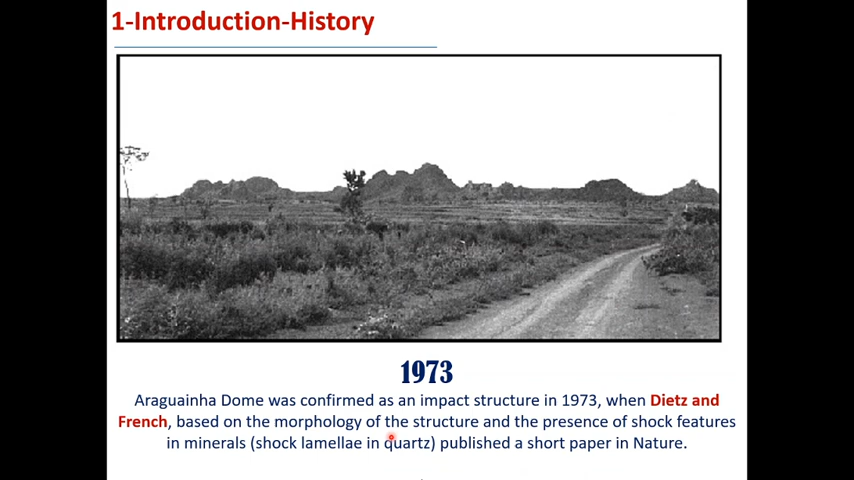 1-Introduction-History
1973
Araguainha Dome was confirmed as an impact structure in 1973, when Dietz and
French, based on the morphology of the structure and the presence of shock features
in minerals (shock lamellae in quartz) published a short paper in Nature.